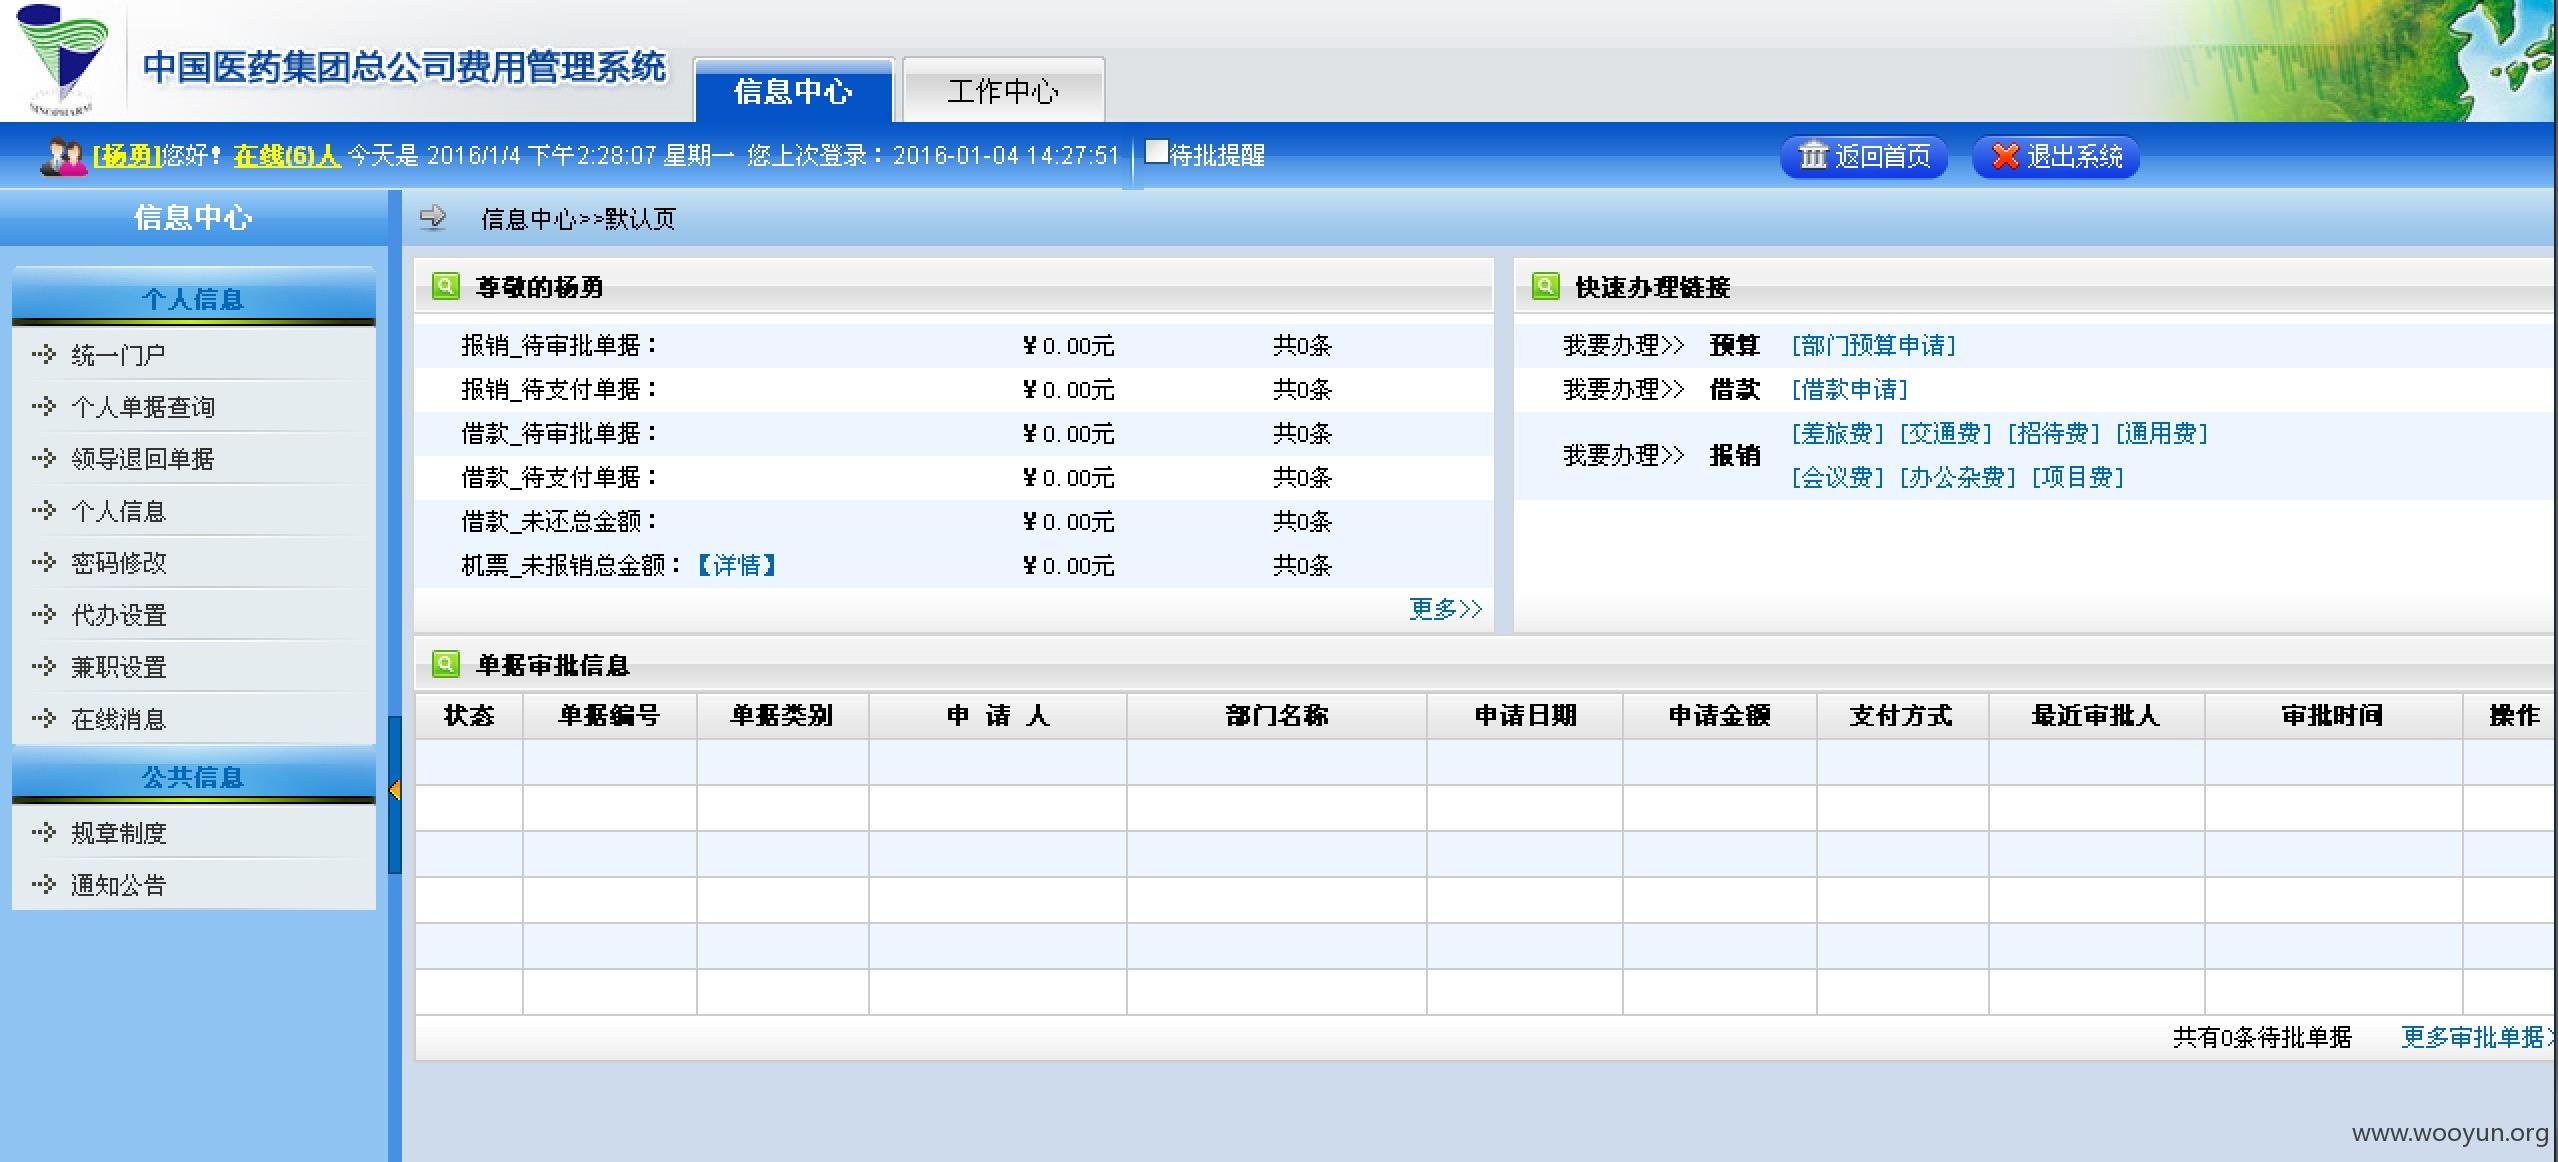 SINOPHARM
中国医药集团总公司费用管理系统
信息中心 工作中心
[杨勇]您好! 在线(6)人 今天是 2016/1/4 下午2:28:07 星期一 您上次登录：2016-01-04 14:27:51 待批提醒 返回首页 退出系统
信息中心
信息中心>>默认页
个人信息
统一门户
个人单据查询
领导退回单据
个人信息
密码修改
代办设置
兼职设置
在线消息
公共信息
规章制度
通知公告
尊敬的杨勇
报销_待审批单据： ￥0.00元 共0条
报销_待支付单据： ￥0.00元 共0条
借款_待审批单据： ￥0.00元 共0条
借款_待支付单据： ￥0.00元 共0条
借款_未还总金额： ￥0.00元 共0条
机票_未报销总金额：【详情】 ￥0.00元 共0条
更多>>
快速办理链接
我要办理>> 预算 [部门预算申请]
我要办理>> 借款 [借款申请]
我要办理>> 报销 [差旅费] [交通费] [招待费] [通用费]
[会议费] [办公杂费] [项目费]
单据审批信息
状态 单据编号 单据类别 申 请 人 部门名称 申请日期 申请金额 支付方式 最近审批人 审批时间 操作
共有0条待批单据 更多审批单据>
www.wooyun.org